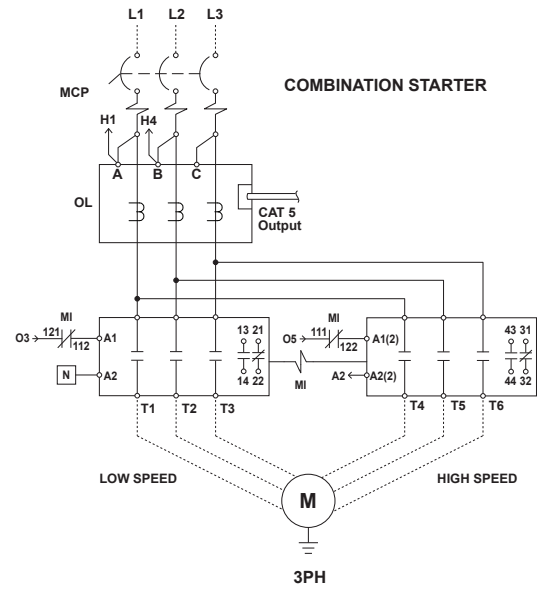 L1 L2 L3
COMBINATION STARTER
MCP
H1 H4
A B C
OL
CAT 5
Output
MI MI
121 13 21 111 43 31
O3 A1 O5 A1(2)
112 122
N A2 14 22 MI A2 A2(2) 44 32
T1 T2 T3 T4 T5 T6
LOW SPEED HIGH SPEED
M
3PH